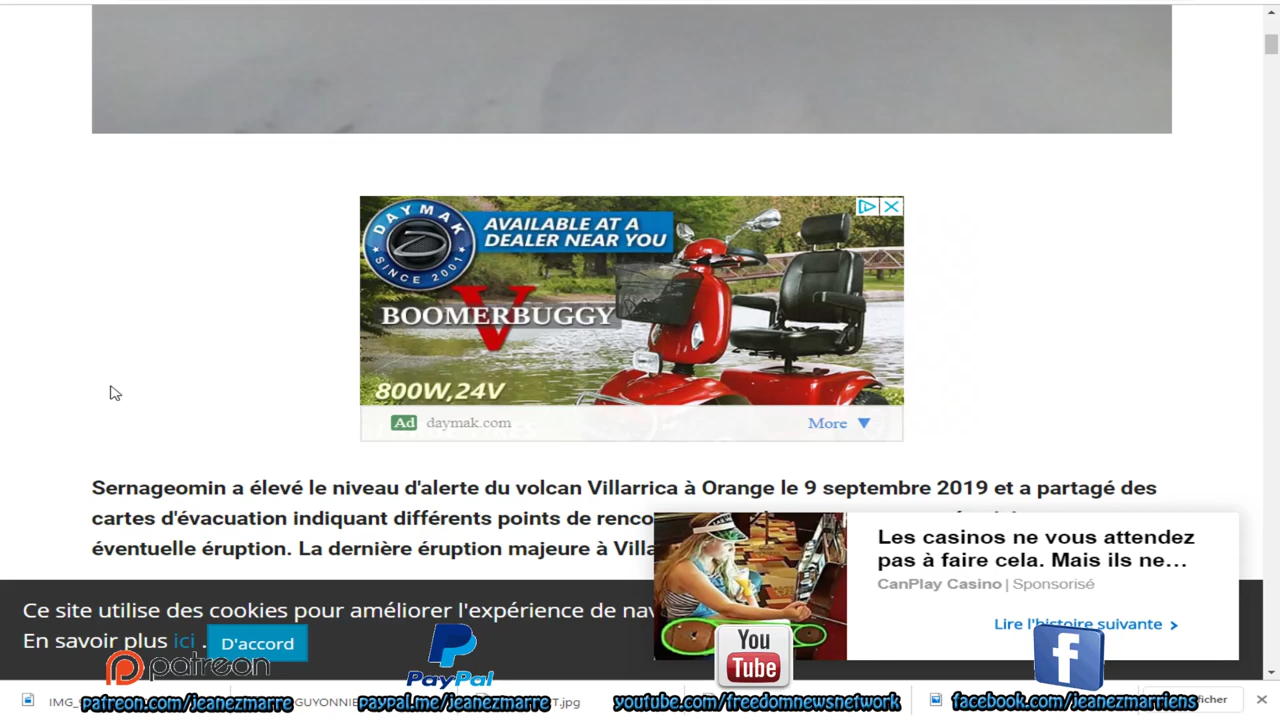 DAYMAK
SINCE 2001
AVAILABLE AT A
DEALER NEAR YOU
V
BOOMERBUGGY
800W,24V
Ad daymak.com
More
Sernageomin a élevé le niveau d'alerte du volcan Villarrica à Orange le 9 septembre 2019 et a partagé des
cartes d'évacuation indiquant différents points de
éventuelle éruption. La dernière éruption majeure à
Les casinos ne vous attendez
pas à faire cela. Mais ils ne…
CanPlay Casino | Sponsorisé
Lire l'histoire suivante >
Ce site utilise des cookies pour améliorer l'expérience de
En savoir plus ici .
D'accord
patreon
PayPal
You
Tube
f
patreon.com/jeanezmarre
paypal.me/jeanezmarre
.jpg
youtube.com/freedomnewsnetwork
facebook.com/jeanezmarriens